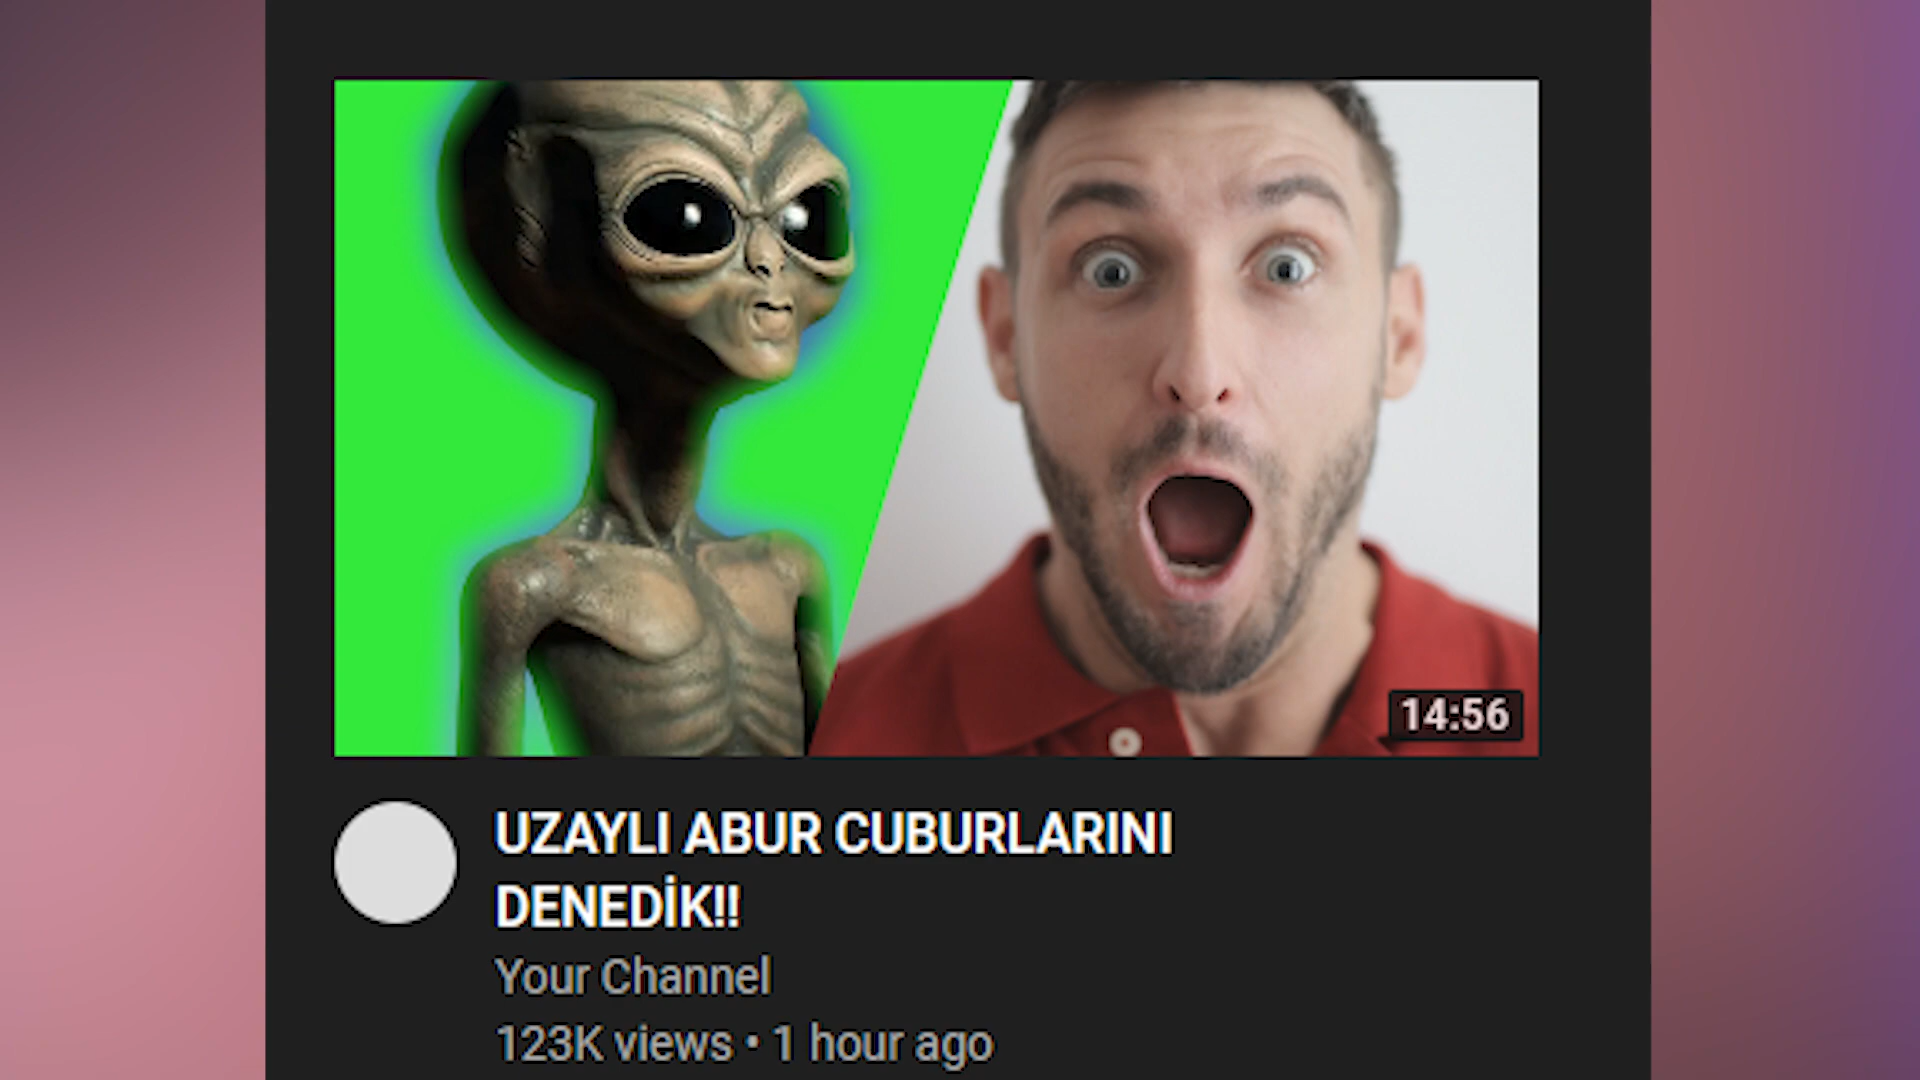 14:56
UZAYLI ABUR CUBURLARINI
DENEDİK!!
Your Channel
123K views • 1 hour ago